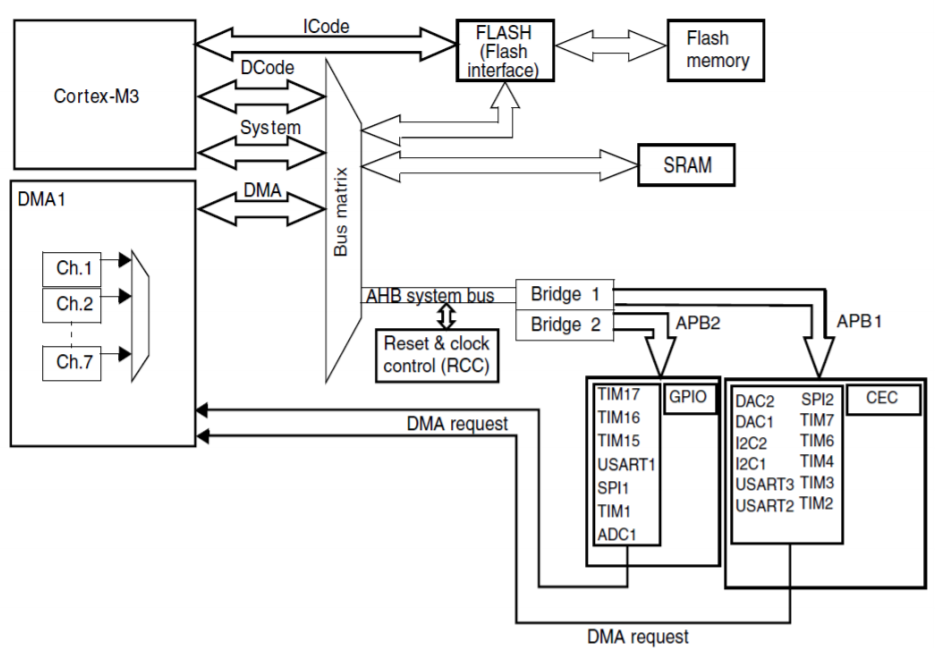 ICode
FLASH
(Flash
interface)
Flash
memory
Cortex-M3
DCode
System
SRAM
DMA1
DMA
Bus matrix
Ch.1
Ch.2
Ch.7
AHB system bus
Bridge 1
Bridge 2
APB2
APB1
Reset & clock
control (RCC)
TIM17
TIM16
TIM15
USART1
SPI1
TIM1
ADC1
GPIO
DAC2 SPI2
DAC1 TIM7
I2C2 TIM6
I2C1 TIM4
USART3 TIM3
USART2 TIM2
CEC
DMA request
DMA request